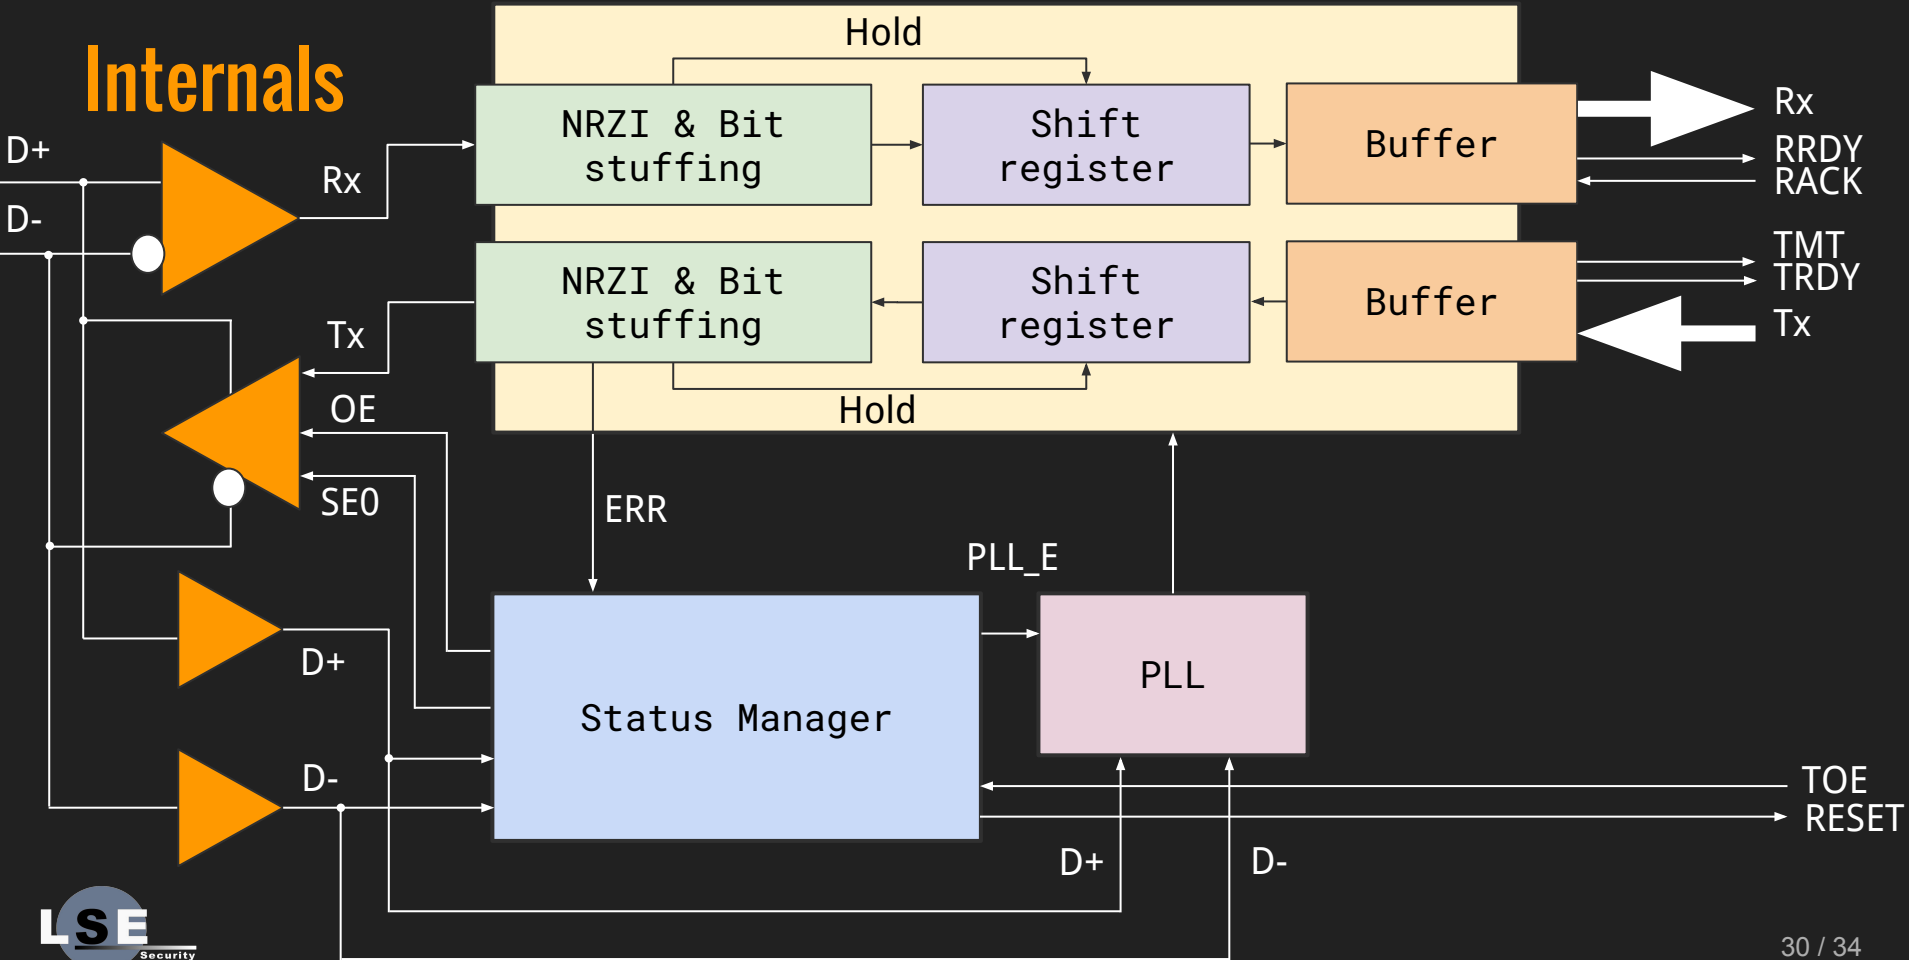 Internals
Hold
D+
D-
Rx
NRZI & Bit
stuffing
Shift
register
Buffer
Rx
RRDY
RACK
Tx
OE
SE0
NRZI & Bit
stuffing
Shift
register
Buffer
TMT
TRDY
Tx
Hold
ERR
PLL_E
D+
D-
Status Manager
PLL
TOE
RESET
D+
D-
LSE
Security
30 / 34